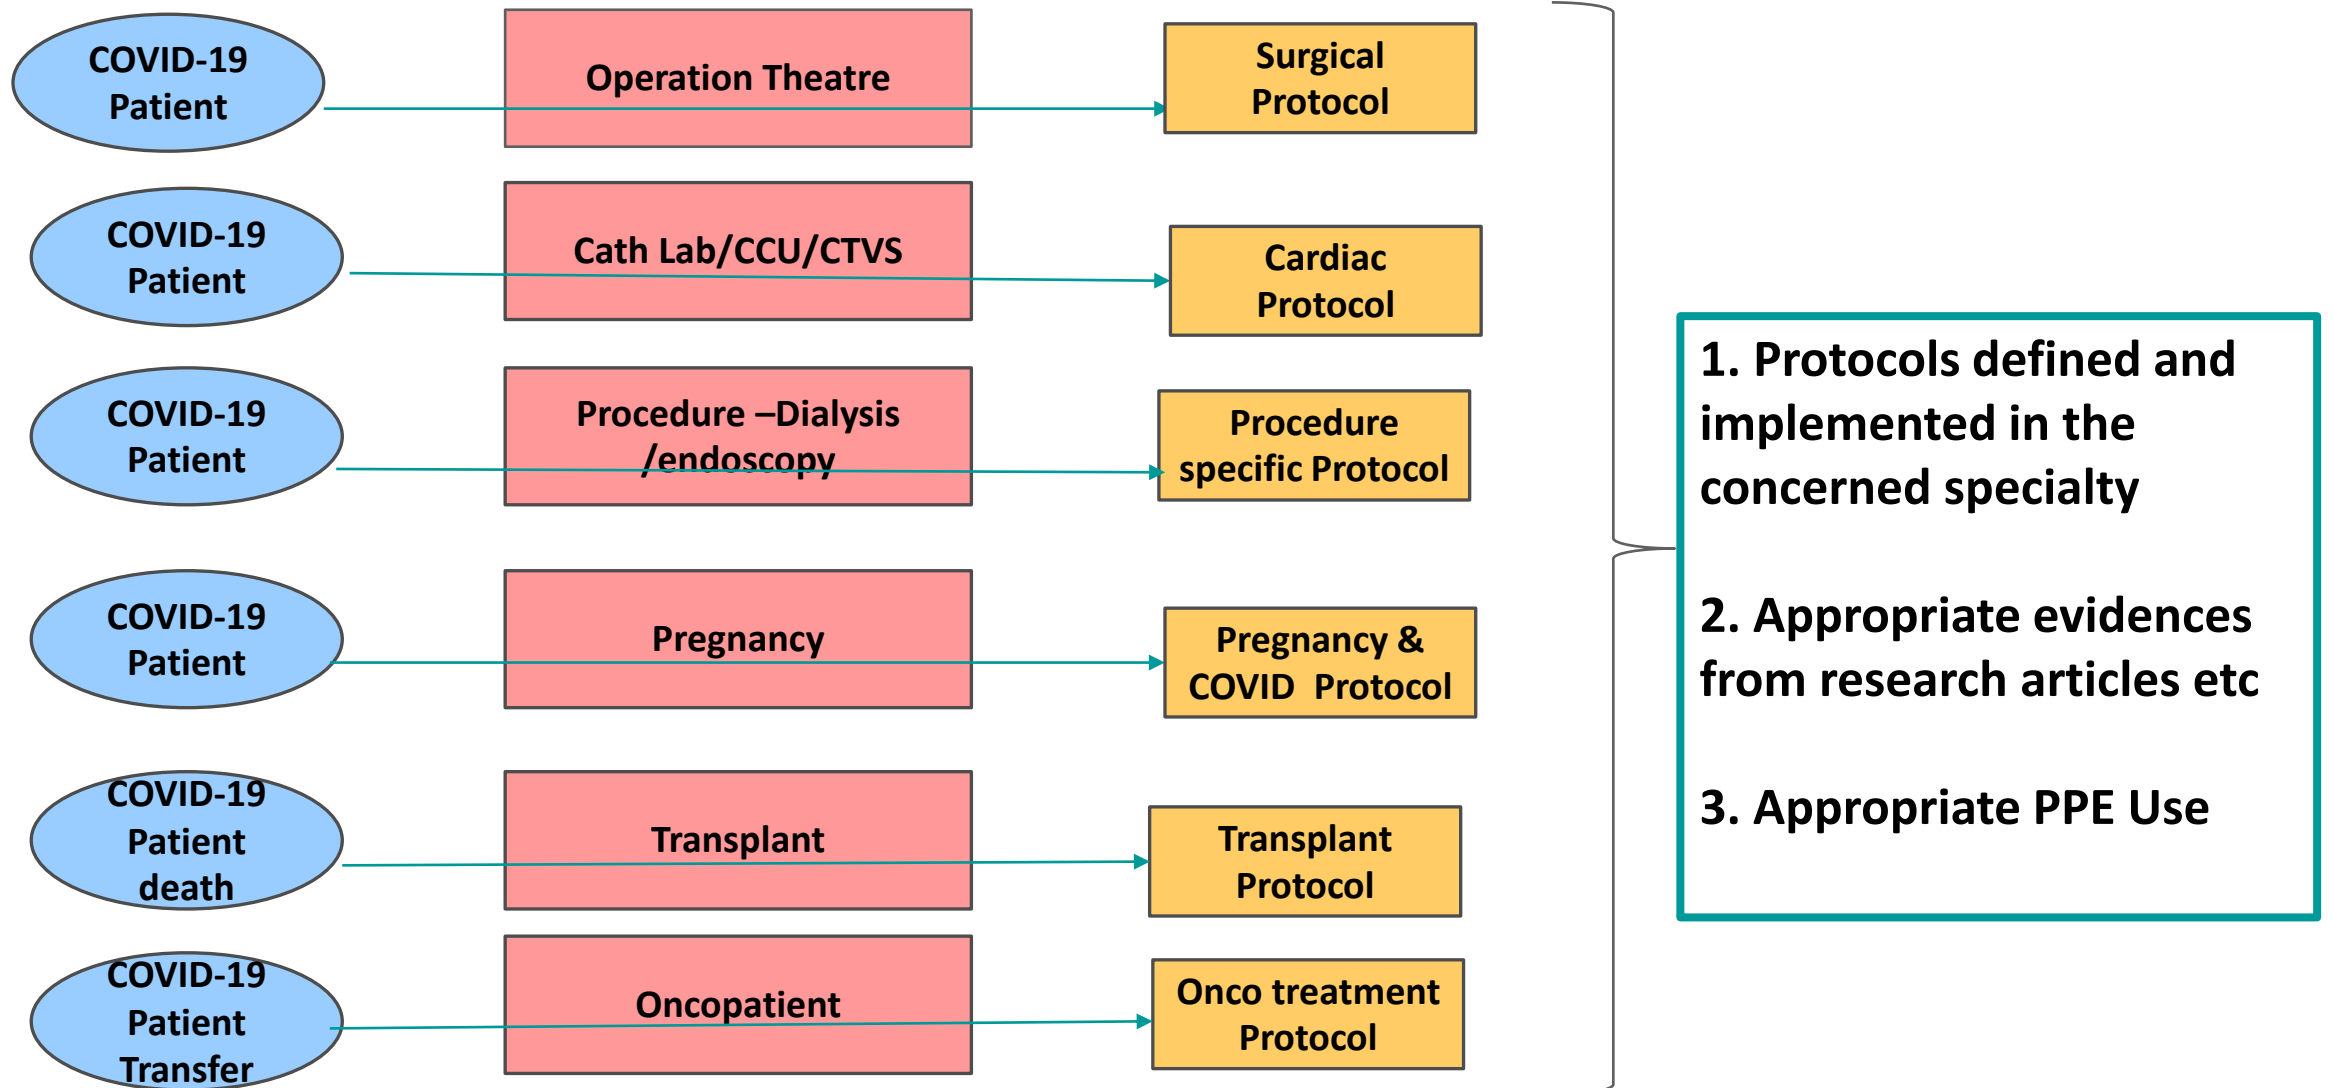 COVID-19
Patient
Operation Theatre
Surgical
Protocol
COVID-19
Patient
Cath Lab/CCU/CTVS
Cardiac
Protocol
COVID-19
Patient
Procedure –Dialysis
/endoscopy
Procedure
specific Protocol
COVID-19
Patient
Pregnancy
Pregnancy &
COVID Protocol
COVID-19
Patient
death
Transplant
Transplant
Protocol
COVID-19
Patient
Transfer
Oncopatient
Onco treatment
Protocol
1. Protocols defined and
implemented in the
concerned specialty
2. Appropriate evidences
from research articles etc
3. Appropriate PPE Use